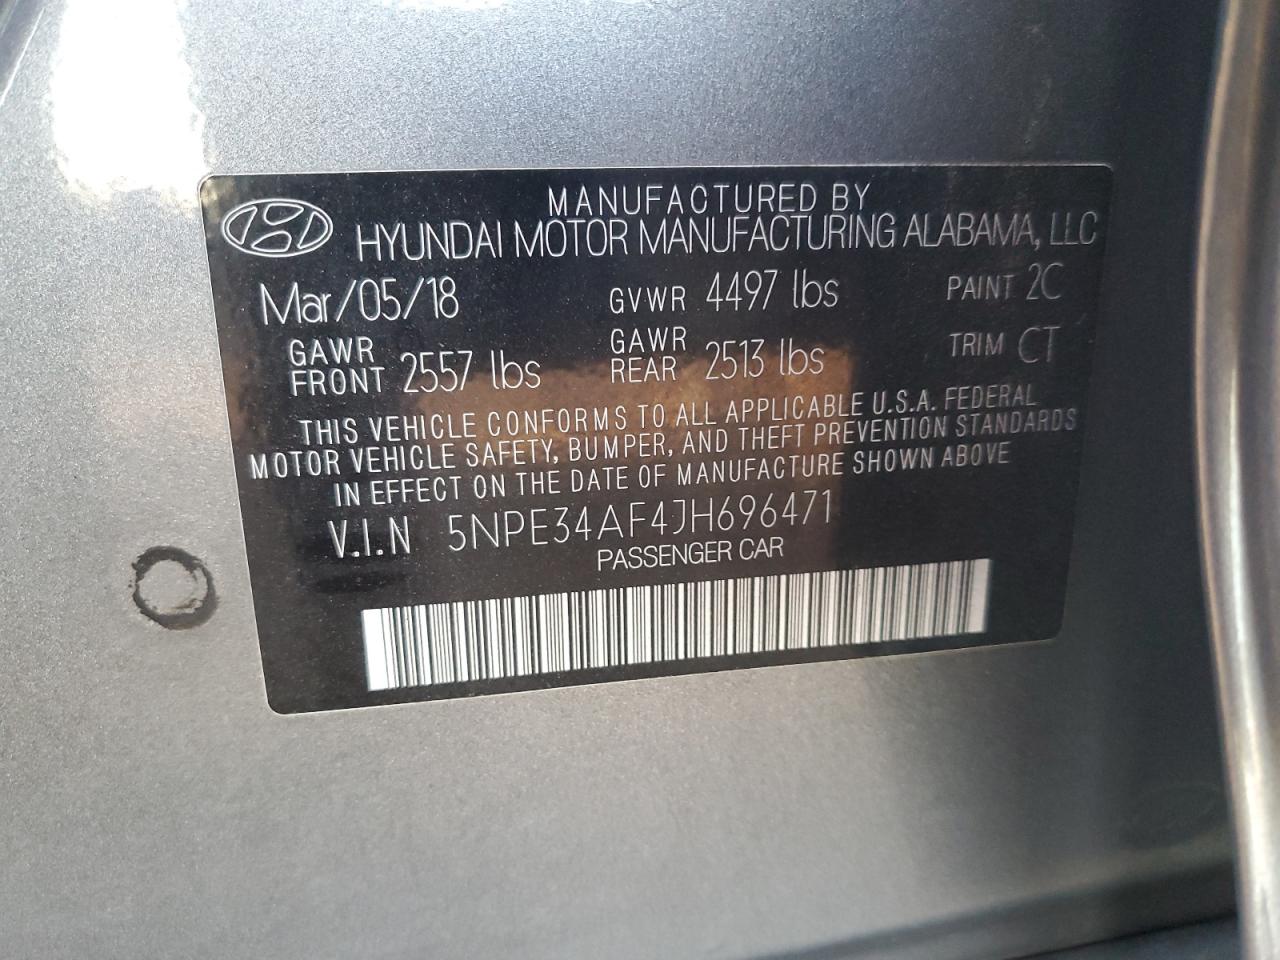 MANUFACTURED BY
HYUNDAI MOTOR MANUFACTURING ALABAMA, LLC
Mar/05/18 GVWR 4497 lbs PAINT 2C
GAWR FRONT 2557 lbs GAWR REAR 2513 lbs TRIM CT
THIS VEHICLE CONFORMS TO ALL APPLICABLE U.S.A. FEDERAL
MOTOR VEHICLE SAFETY, BUMPER, AND THEFT PREVENTION STANDARDS
IN EFFECT ON THE DATE OF MANUFACTURE SHOWN ABOVE
V.I.N 5NPE34AF4JH696471
PASSENGER CAR